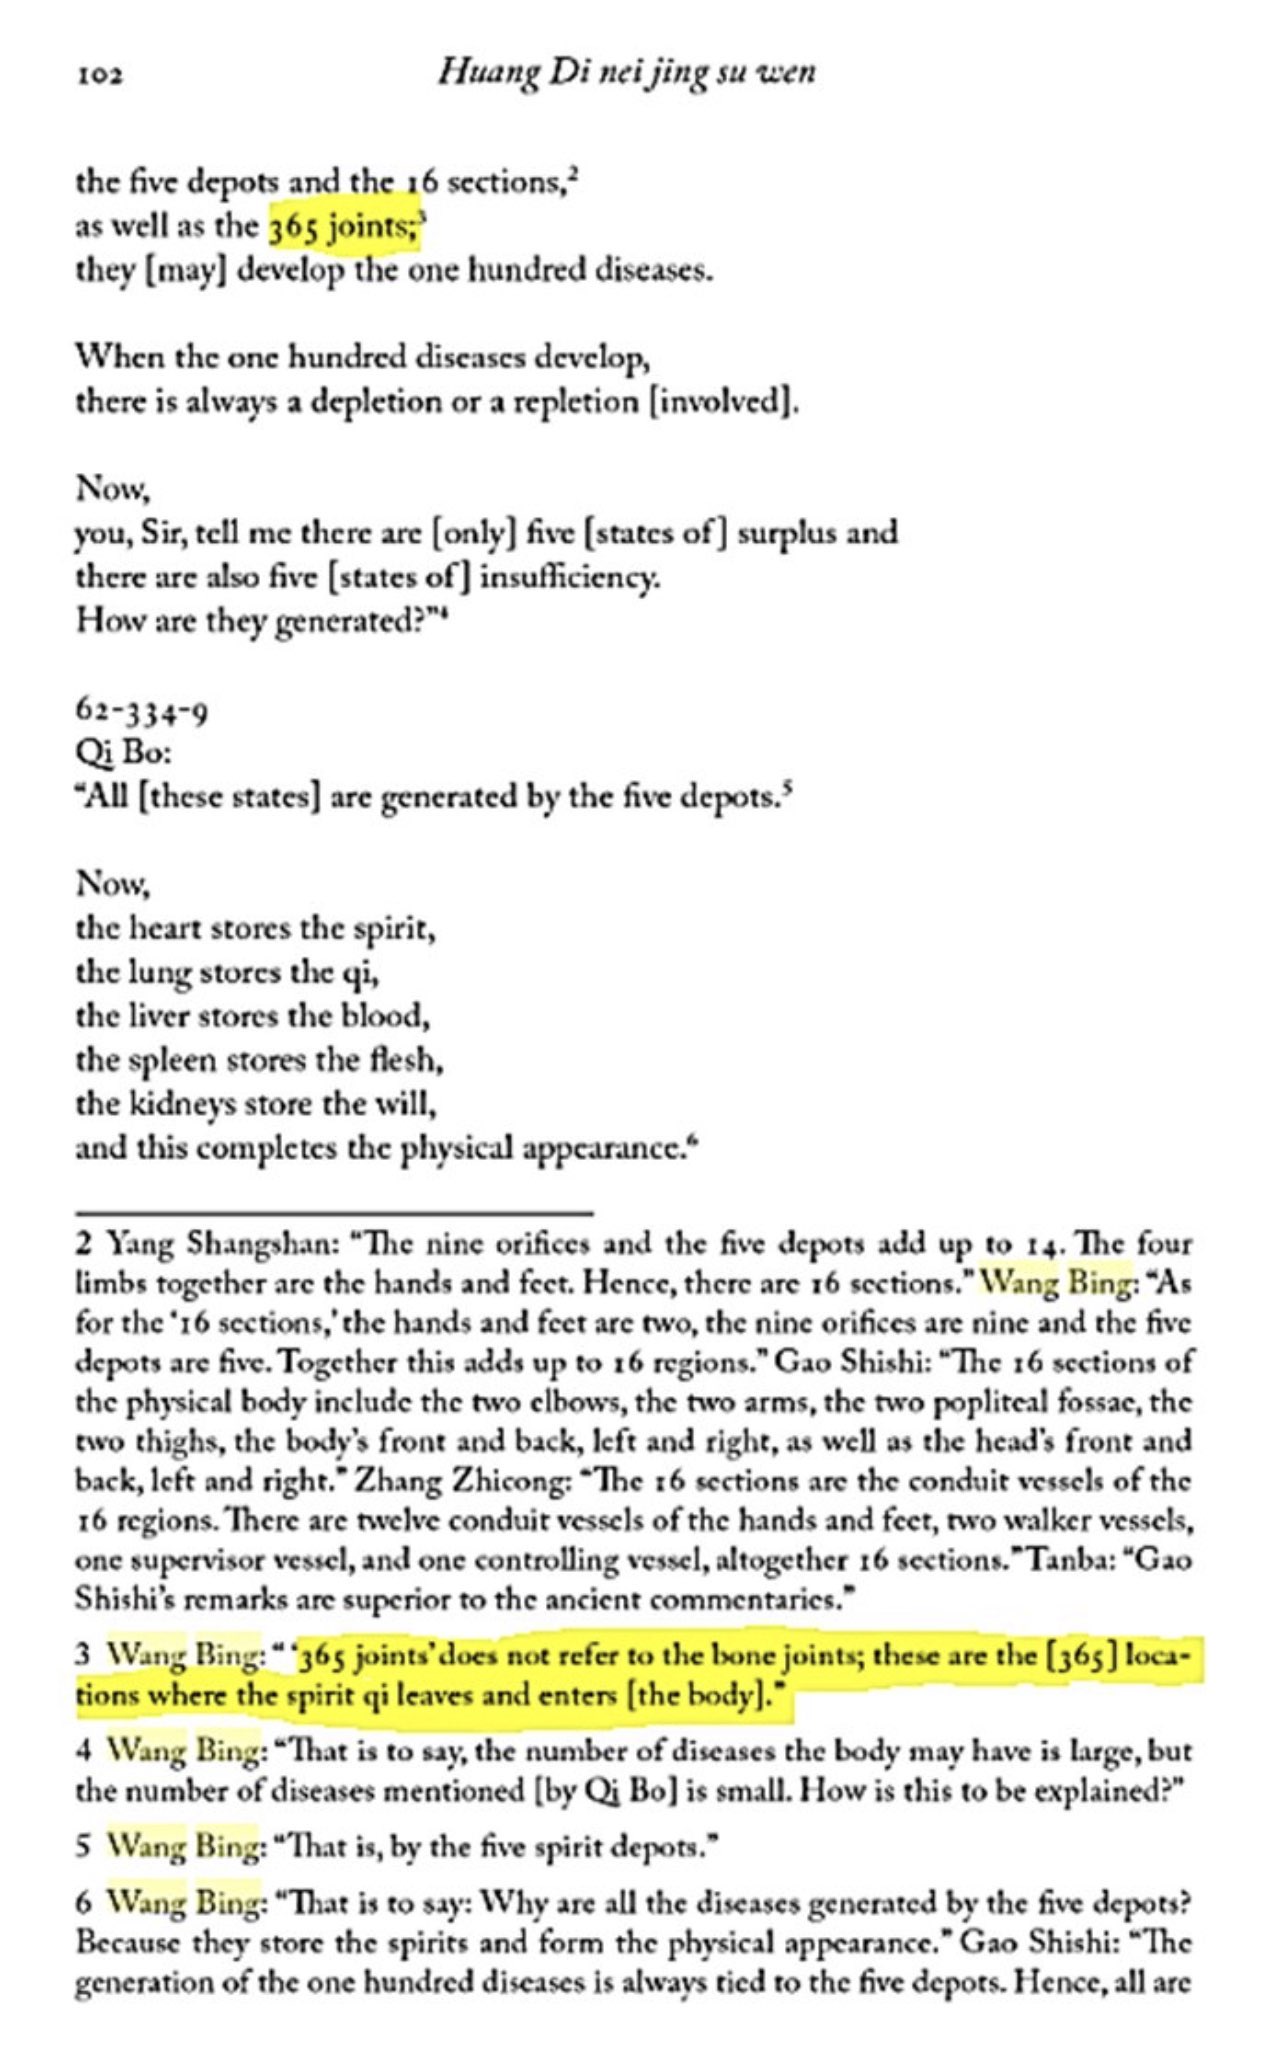 102
Huang Di nei jing su wen
the five depots and the 16 sections,²
as well as the 365 joints;³
they [may] develop the one hundred diseases.
When the one hundred diseases develop,
there is always a depletion or a repletion [involved].
Now,
you, Sir, tell me there are [only] five [states of] surplus and
there are also five [states of] insufficiency.
How are they generated?"⁴
62-334-9
Qi Bo:
"All [these states] are generated by the five depots.⁵
Now,
the heart stores the spirit,
the lung stores the qi,
the liver stores the blood,
the spleen stores the flesh,
the kidneys store the will,
and this completes the physical appearance.⁶
2 Yang Shangshan: "The nine orifices and the five depots add up to 14. The four
limbs together are the hands and feet. Hence, there are 16 sections." Wang Bing: "As
for the '16 sections,' the hands and feet are two, the nine orifices are nine and the five
depots are five. Together this adds up to 16 regions." Gao Shishi: "The 16 sections of
the physical body include the two elbows, the two arms, the two popliteal fossae, the
two thighs, the body's front and back, left and right, as well as the head's front and
back, left and right." Zhang Zhicong: "The 16 sections are the conduit vessels of the
16 regions. There are twelve conduit vessels of the hands and feet, two walker vessels,
one supervisor vessel, and one controlling vessel, altogether 16 sections." Tanba: "Gao
Shishi's remarks are superior to the ancient commentaries."
3 Wang Bing: " '365 joints' does not refer to the bone joints; these are the [365] loca-
tions where the spirit qi leaves and enters [the body]."
4 Wang Bing: "That is to say, the number of diseases the body may have is large, but
the number of diseases mentioned [by Qi Bo] is small. How is this to be explained?"
5 Wang Bing: "That is, by the five spirit depots."
6 Wang Bing: "That is to say: Why are all the diseases generated by the five depots?
Because they store the spirits and form the physical appearance." Gao Shishi: "The
generation of the one hundred diseases is always tied to the five depots. Hence, all are